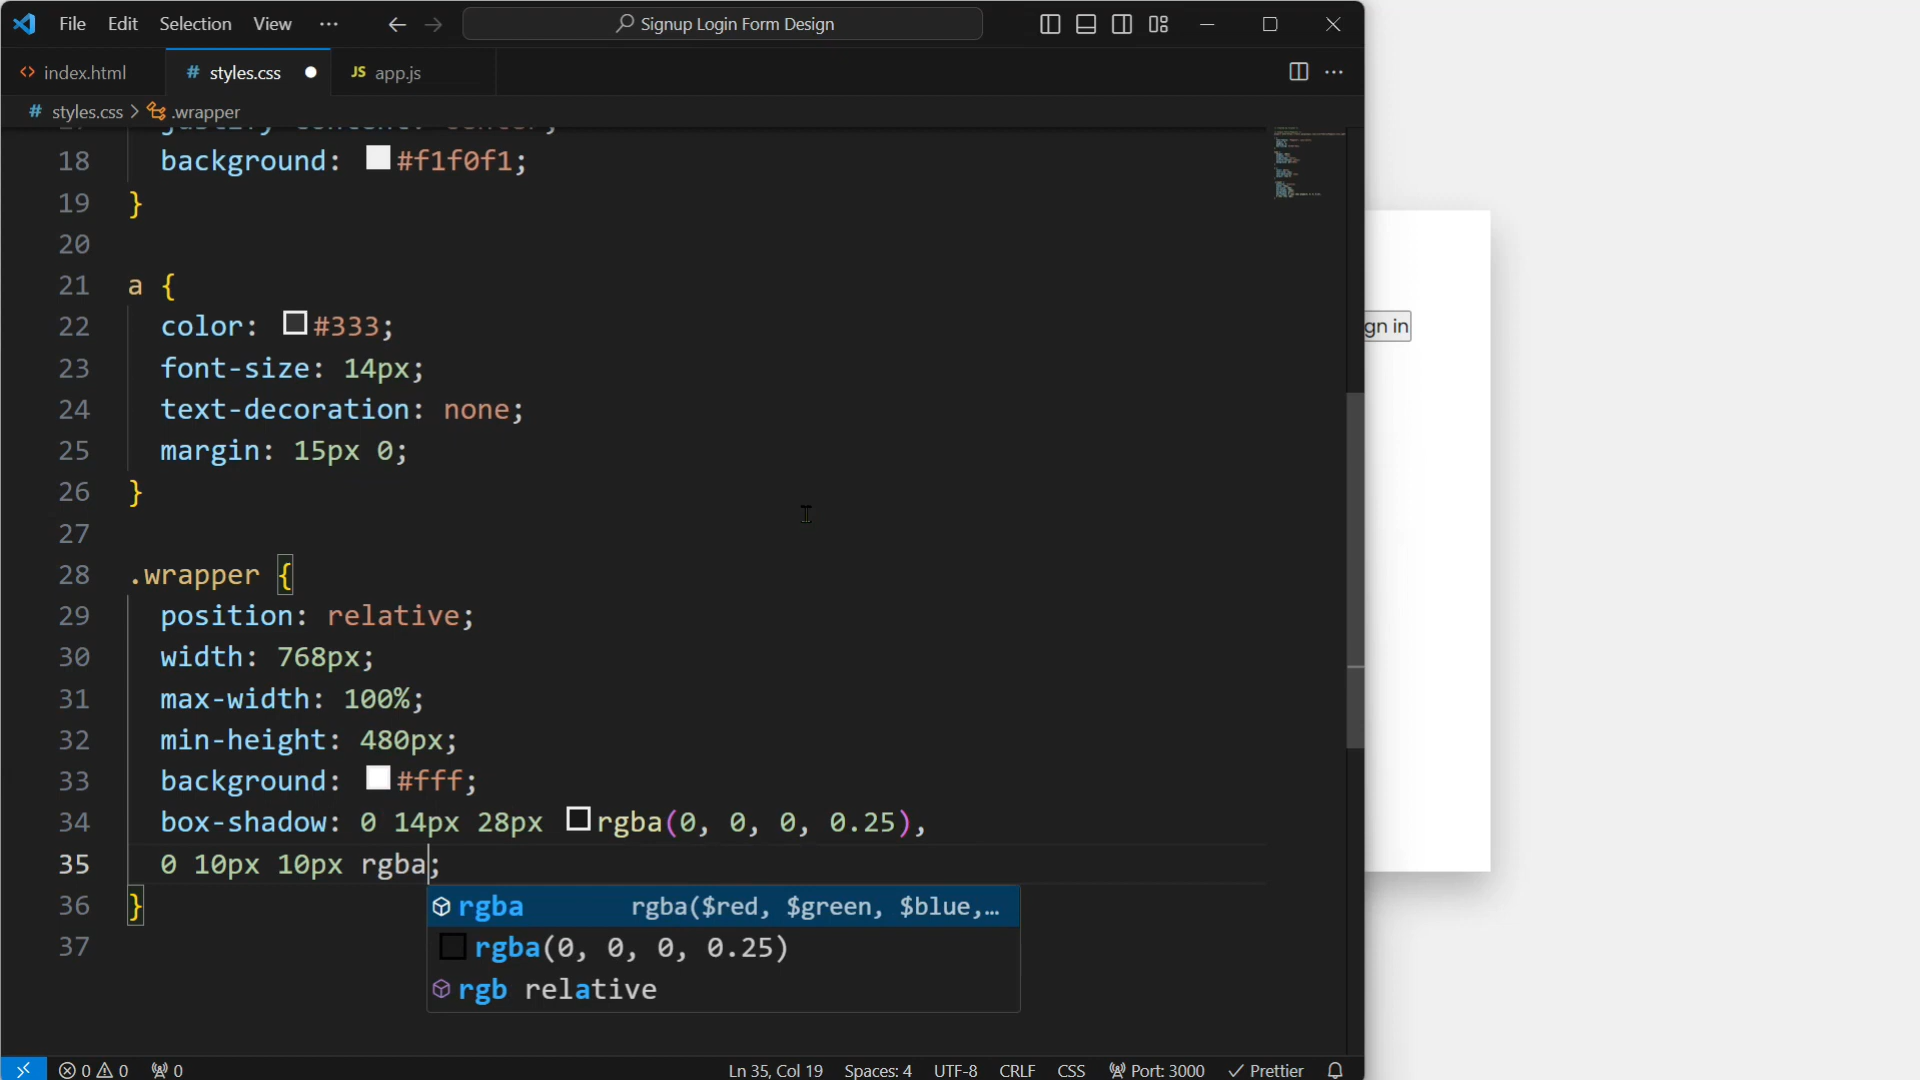 File Edit Selection View ··· Signup Login Form Design
index.html styles.css JS app.js ···
# styles.css > .wrapper
18 background: #f1f0f1;
19 }
20
21 a {
22 color: #333;
23 font-size: 14px;
24 text-decoration: none;
25 margin: 15px 0;
26 }
27
28 .wrapper {
29 position: relative;
30 width: 768px;
31 max-width: 100%;
32 min-height: 480px;
33 background: #fff;
34 box-shadow: 0 14px 28px rgba(0, 0, 0, 0.25),
35 0 10px 10px rgba;
36 }
37
rgba rgba($red, $green, $blue,…
rgba(0, 0, 0, 0.25)
rgb relative
gn in
0 0 0 Ln 35, Col 19 Spaces: 4 UTF-8 CRLF CSS Port: 3000 Prettier